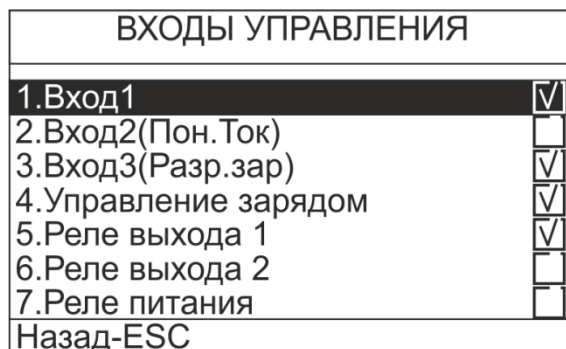 ВХОДЫ УПРАВЛЕНИЯ
1.Вход1
2.Вход2(Пон.Ток)
3.Вход3(Разр.зар)
4.Управление зарядом
5.Реле выхода 1
6.Реле выхода 2
7.Реле питания
Назад-ESC